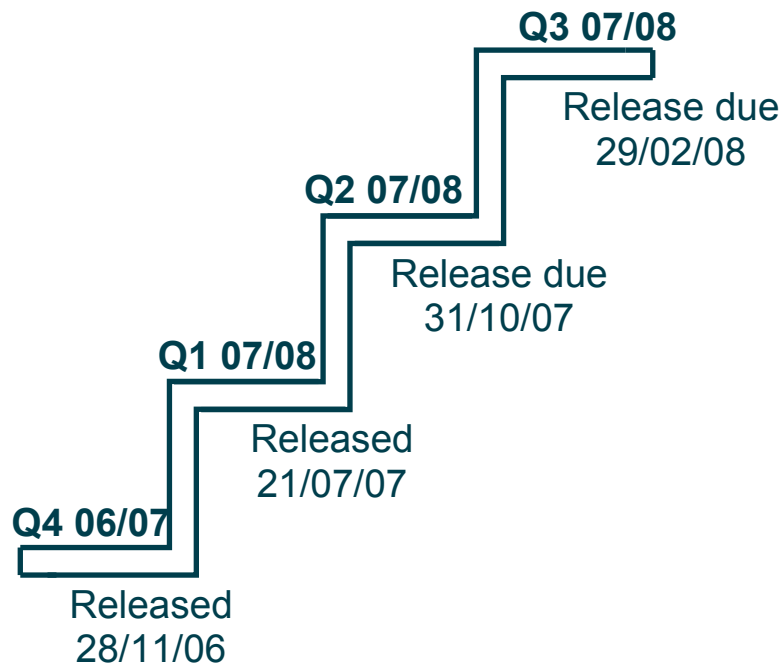 Q3 07/08
Release due
29/02/08
Q2 07/08
Release due
31/10/07
Q1 07/08
Released
21/07/07
Q4 06/07
Released
28/11/06